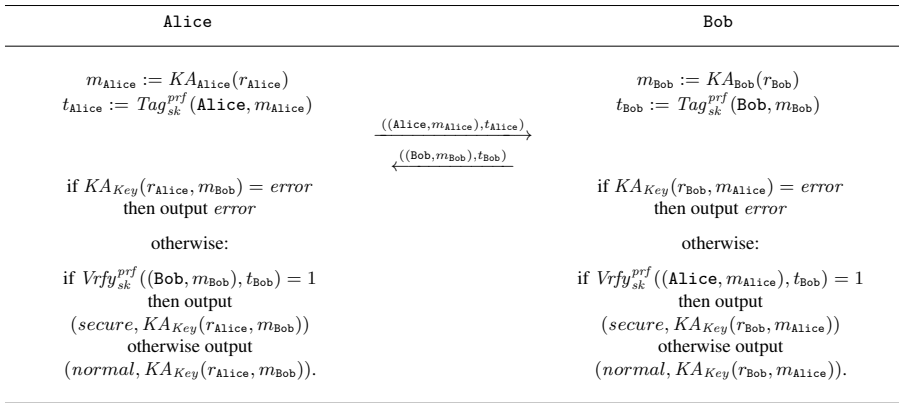 Alice Bob
m_Alice := KA_Alice(r_Alice) m_Bob := KA_Bob(r_Bob)
t_Alice := Tag^prf_sk(Alice, m_Alice) t_Bob := Tag^prf_sk(Bob, m_Bob)
((Alice,m_Alice),t_Alice)
((Bob,m_Bob),t_Bob)
if KA_Key(r_Alice, m_Bob) = error if KA_Key(r_Bob, m_Alice) = error
then output error then output error
otherwise: otherwise:
if Vrfy^prf_sk((Bob, m_Bob), t_Bob) = 1 if Vrfy^prf_sk((Alice, m_Alice), t_Alice) = 1
then output then output
(secure, KA_Key(r_Alice, m_Bob)) (secure, KA_Key(r_Bob, m_Alice))
otherwise output otherwise output
(normal, KA_Key(r_Alice, m_Bob)). (normal, KA_Key(r_Bob, m_Alice)).